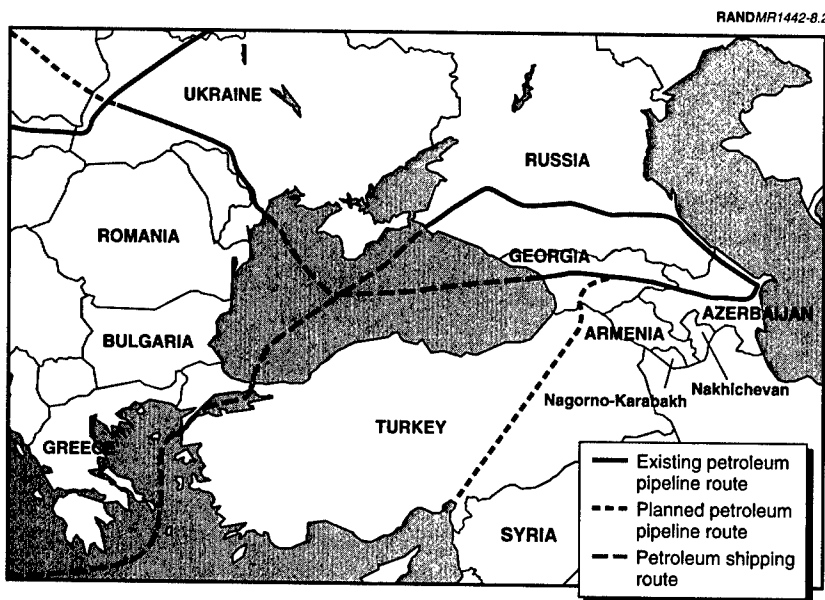 RANDMR1442-8.2
UKRAINE
RUSSIA
ROMANIA
GEORGIA
AZERBAIJAN
BULGARIA
ARMENIA
Nakhichevan
Nagorno-Karabakh
TURKEY
GREECE
SYRIA
Existing petroleum
pipeline route
Planned petroleum
pipeline route
Petroleum shipping
route